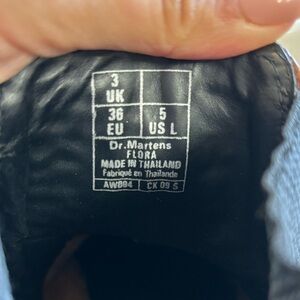 3
UK
36 5
EU US L
Dr.Martens
FLORA
MADE IN THAILAND
Fabriqué en Thaïlande
AW004 CK 09 S